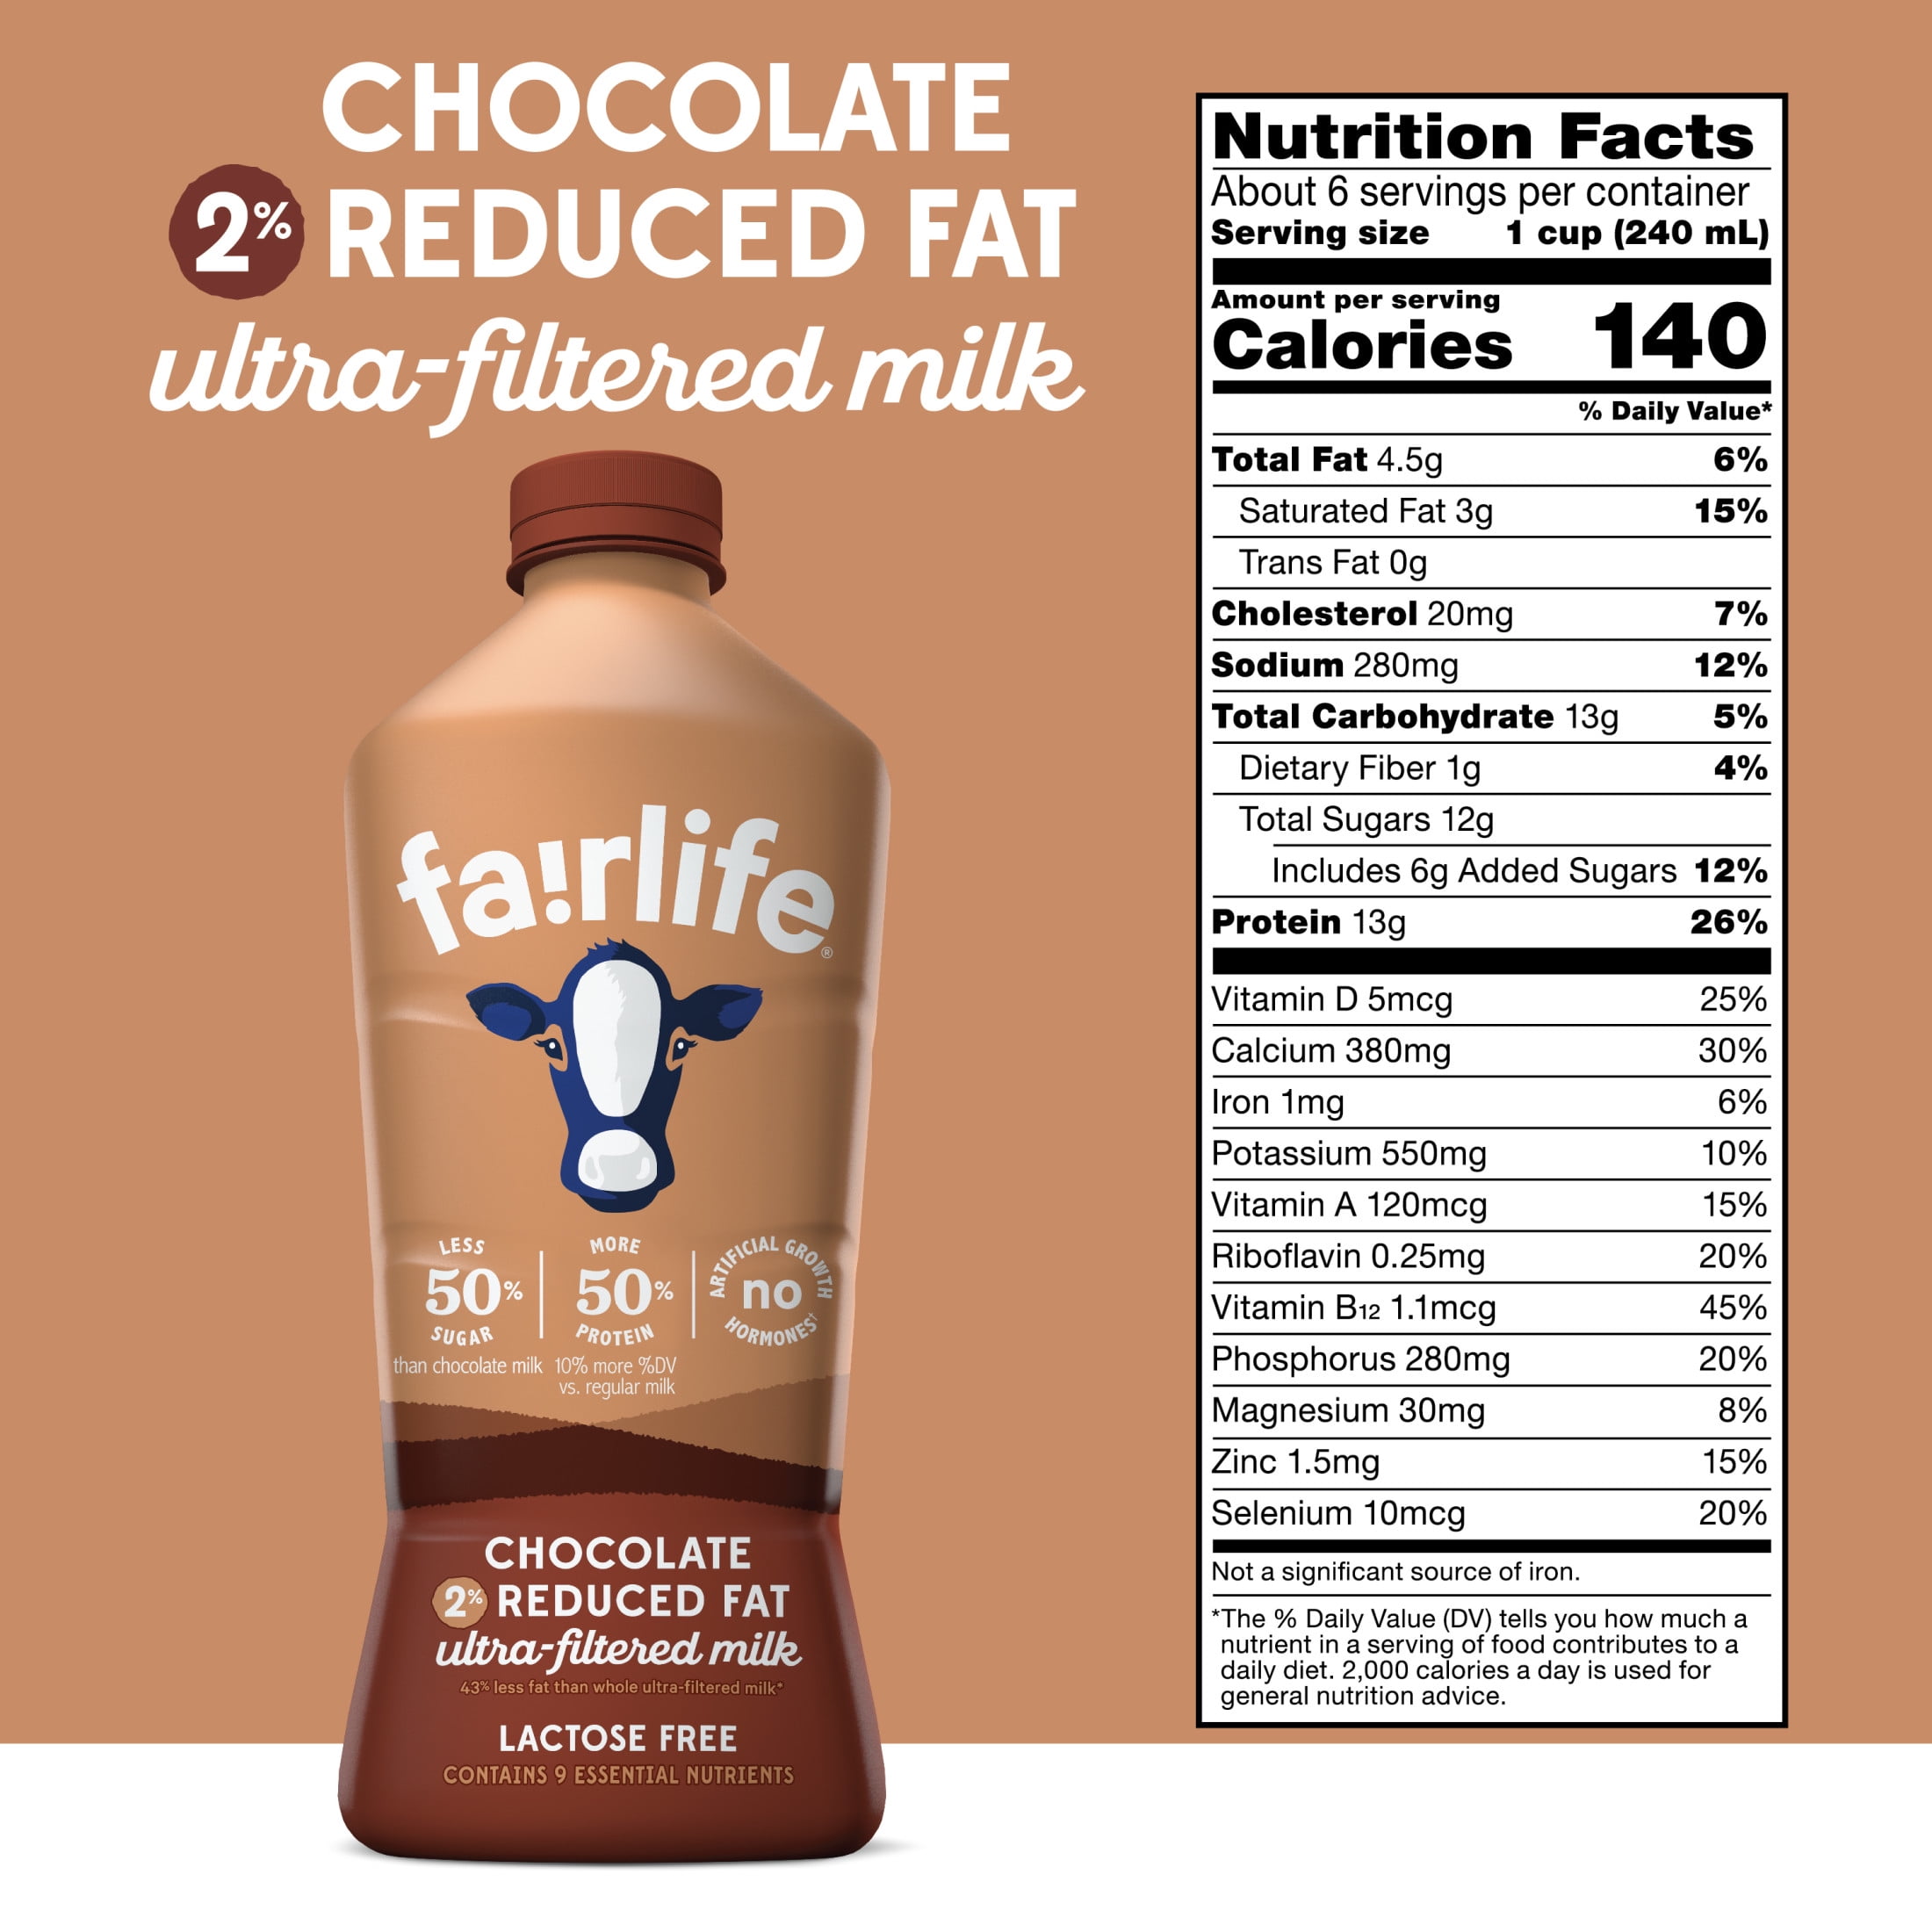 CHOCOLATE
2% REDUCED FAT
ultra-filtered milk
fa!rlife®
LESS
50%
SUGAR
than chocolate milk
MORE
50%
PROTEIN
10% more %DV
vs. regular milk
no
ARTIFICIAL GROWTH
HORMONES†
CHOCOLATE
2% REDUCED FAT
ultra-filtered milk
43% less fat than whole ultra-filtered milk*
LACTOSE FREE
CONTAINS 9 ESSENTIAL NUTRIENTS
Nutrition Facts
About 6 servings per container
Serving size 1 cup (240 mL)
Amount per serving
Calories 140
% Daily Value*
Total Fat 4.5g 6%
Saturated Fat 3g 15%
Trans Fat 0g
Cholesterol 20mg 7%
Sodium 280mg 12%
Total Carbohydrate 13g 5%
Dietary Fiber 1g 4%
Total Sugars 12g
Includes 6g Added Sugars 12%
Protein 13g 26%
Vitamin D 5mcg 25%
Calcium 380mg 30%
Iron 1mg 6%
Potassium 550mg 10%
Vitamin A 120mcg 15%
Riboflavin 0.25mg 20%
Vitamin B12 1.1mcg 45%
Phosphorus 280mg 20%
Magnesium 30mg 8%
Zinc 1.5mg 15%
Selenium 10mcg 20%
Not a significant source of iron.
*The % Daily Value (DV) tells you how much a
nutrient in a serving of food contributes to a
daily diet. 2,000 calories a day is used for
general nutrition advice.